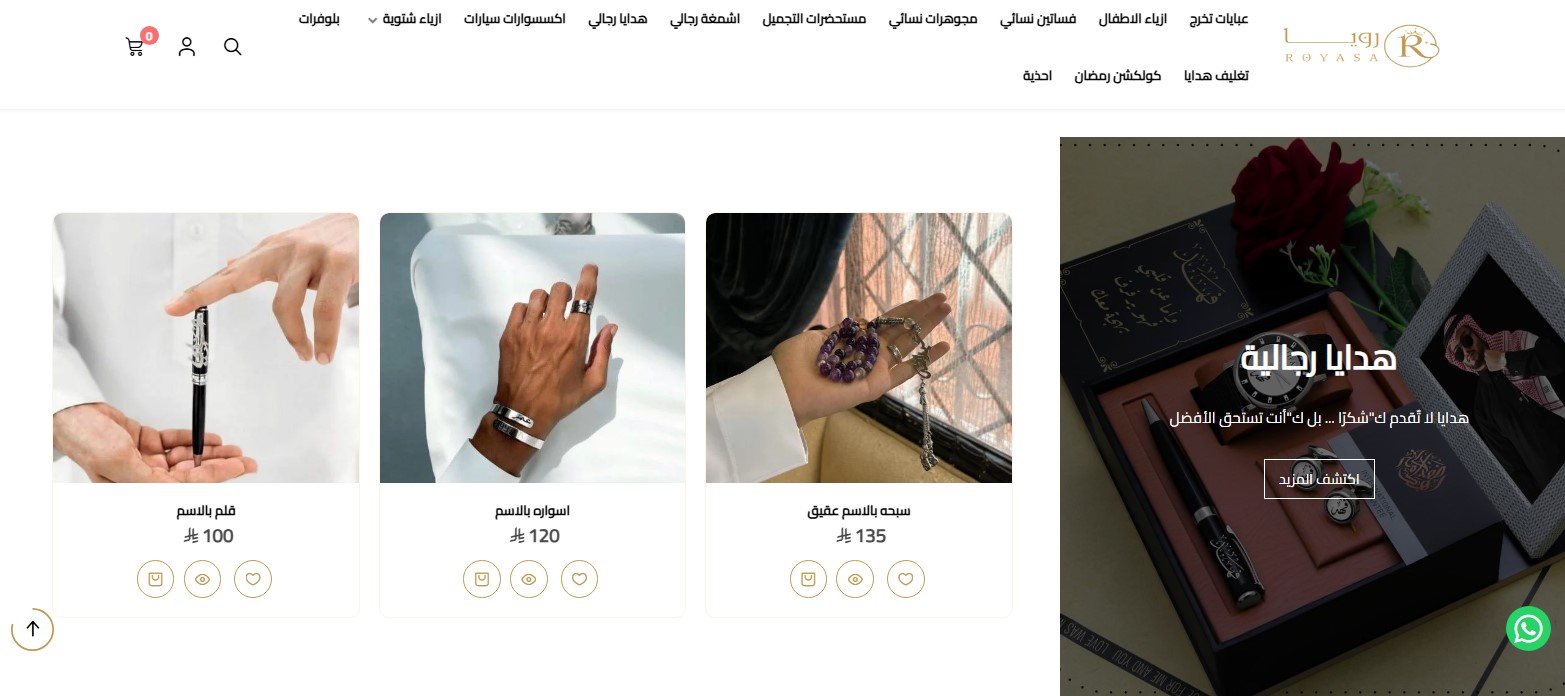 رويسا
ROYASA
عبايات تخرج
ازياء الاطفال
فساتين نسائي
مجوهرات نسائي
مستحضرات التجميل
اشمغة رجالي
هدايا رجالي
اكسسوارات سيارات
ازياء شتوية
بلوفرات
0
تغليف هدايا
كولكشن رمضان
احذية
هدايا رجالية
هدايا لا تُقدم ك"شكرًا ... بل ك"أنت تستحق الأفضل
اكتشف المزيد
سبحه بالاسم عقيق
135
اسواره بالاسم
120
قلم بالاسم
100